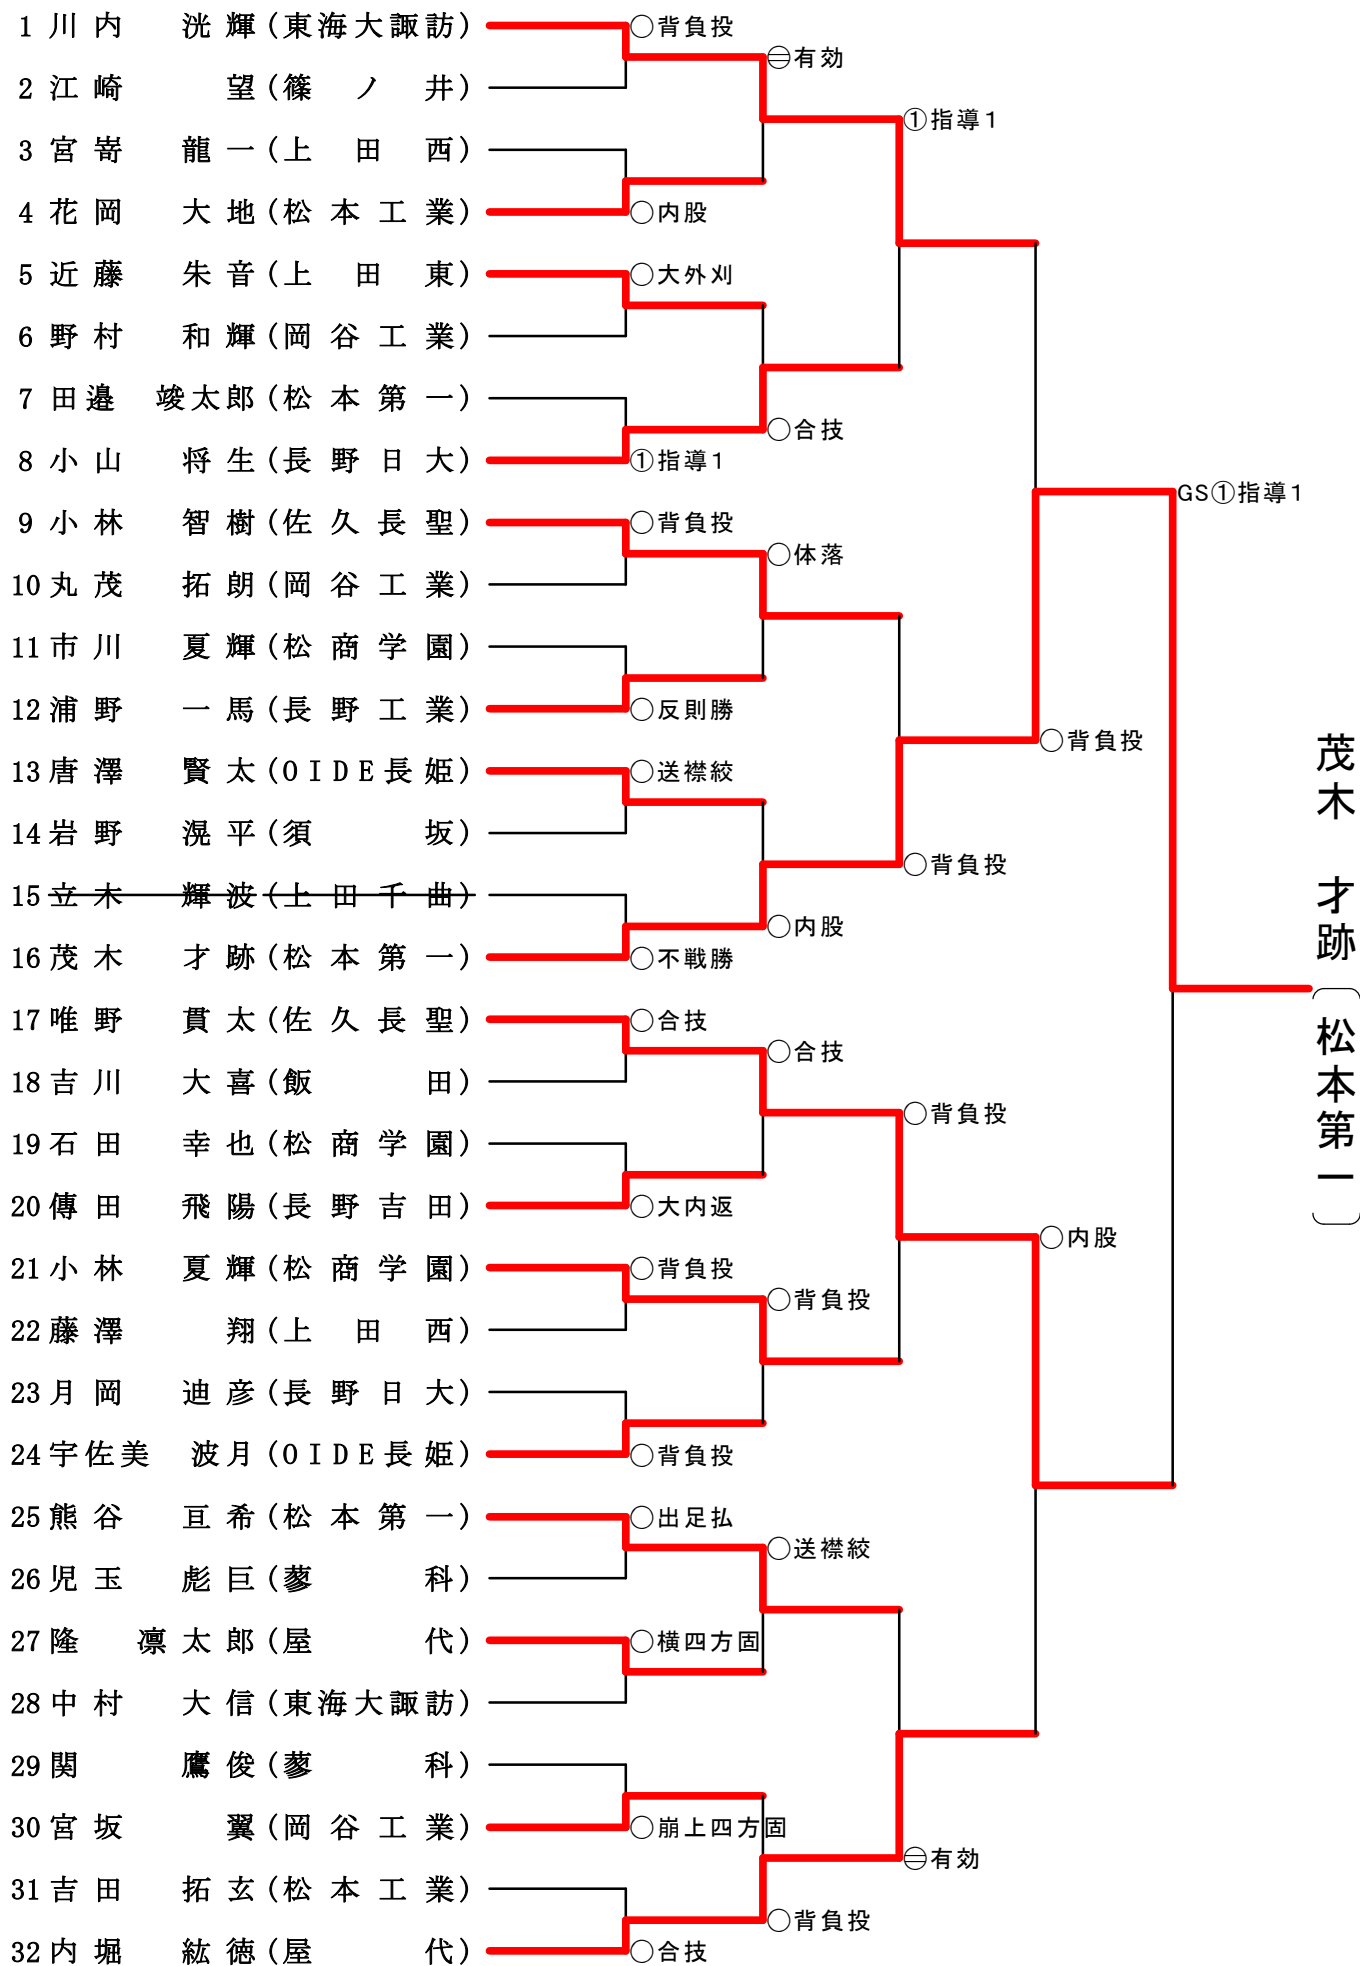 1 川内 洸輝(東海大諏訪)
○背負投
⊜有効
2 江崎 望(篠ノ井)
①指導1
3 宮嵜 龍一(上田西)
4 花岡 大地(松本工業)
○内股
5 近藤 朱音(上田東)
○大外刈
6 野村 和輝(岡谷工業)
7 田邉 竣太郎(松本第一)
○合技
8 小山 将生(長野日大)
①指導1
GS①指導1
9 小林 智樹(佐久長聖)
○背負投
○体落
10 丸茂 拓朗(岡谷工業)
11 市川 夏輝(松商学園)
12 浦野 一馬(長野工業)
○反則勝
○背負投
13 唐澤 賢太(OIDE長姫)
○送襟絞
14 岩野 滉平(須坂)
○背負投
15 立木 輝波(上田千曲)
○内股
16 茂木 才跡(松本第一)
○不戦勝
茂木 才跡
〔松本第一〕
17 唯野 貫太(佐久長聖)
○合技
○合技
18 吉川 大喜(飯田)
○背負投
19 石田 幸也(松商学園)
20 傳田 飛陽(長野吉田)
○大内返
○内股
21 小林 夏輝(松商学園)
○背負投
○背負投
22 藤澤 翔(上田西)
23 月岡 迪彦(長野日大)
24 宇佐美 波月(OIDE長姫)
○背負投
25 熊谷 亘希(松本第一)
○出足払
○送襟絞
26 児玉 彪巨(蓼科)
27 隆 凛太郎(屋代)
○横四方固
28 中村 大信(東海大諏訪)
29 関 鷹俊(蓼科)
30 宮坂 翼(岡谷工業)
○崩上四方固
⊜有効
31 吉田 拓玄(松本工業)
○背負投
32 内堀 紘徳(屋代)
○合技